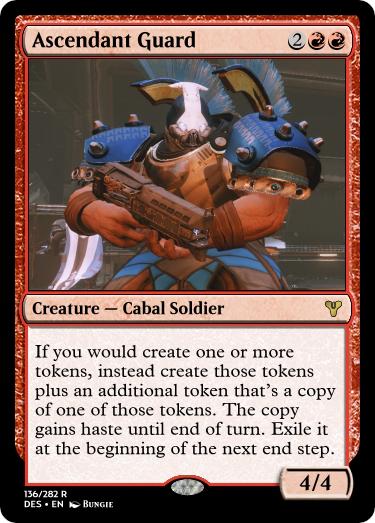 Ascendant Guard 2
Creature — Cabal Soldier
If you would create one or more
tokens, instead create those tokens
plus an additional token that's a copy
of one of those tokens. The copy
gains haste until end of turn. Exile it
at the beginning of the next end step.
4/4
136/282 R
DES • EN Bungie